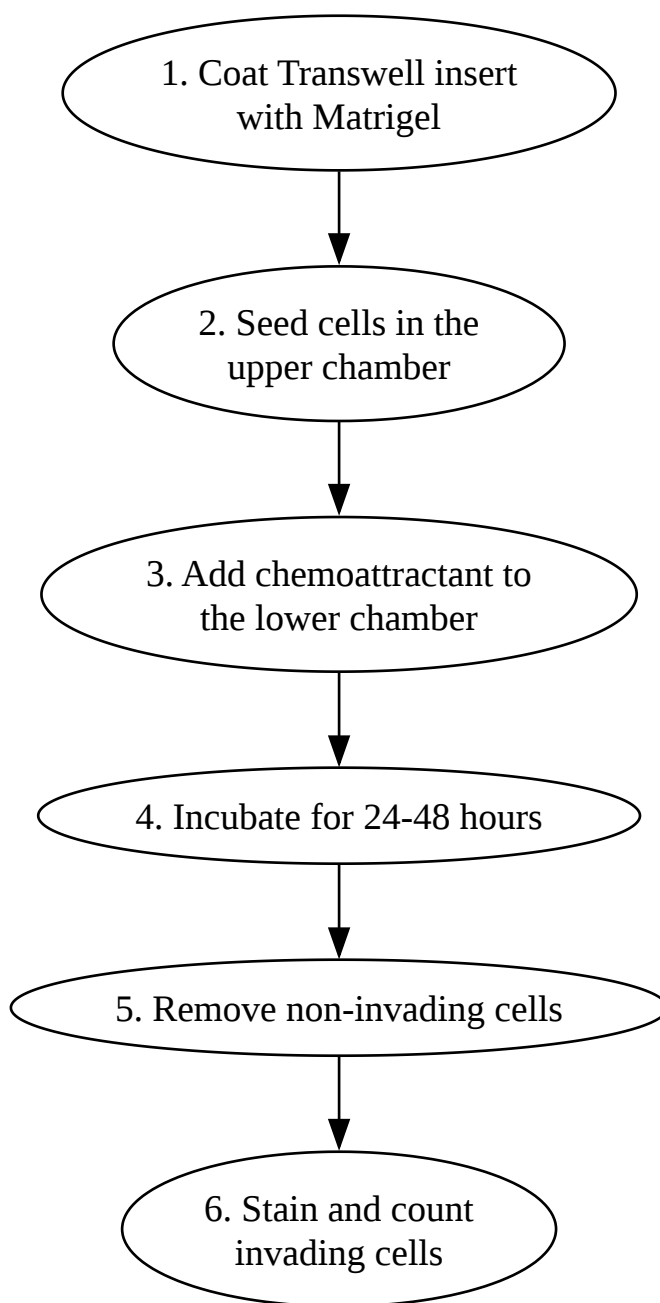 1. Coat Transwell insert
with Matrigel
2. Seed cells in the
upper chamber
3. Add chemoattractant to
the lower chamber
4. Incubate for 24-48 hours
5. Remove non-invading cells
6. Stain and count
invading cells